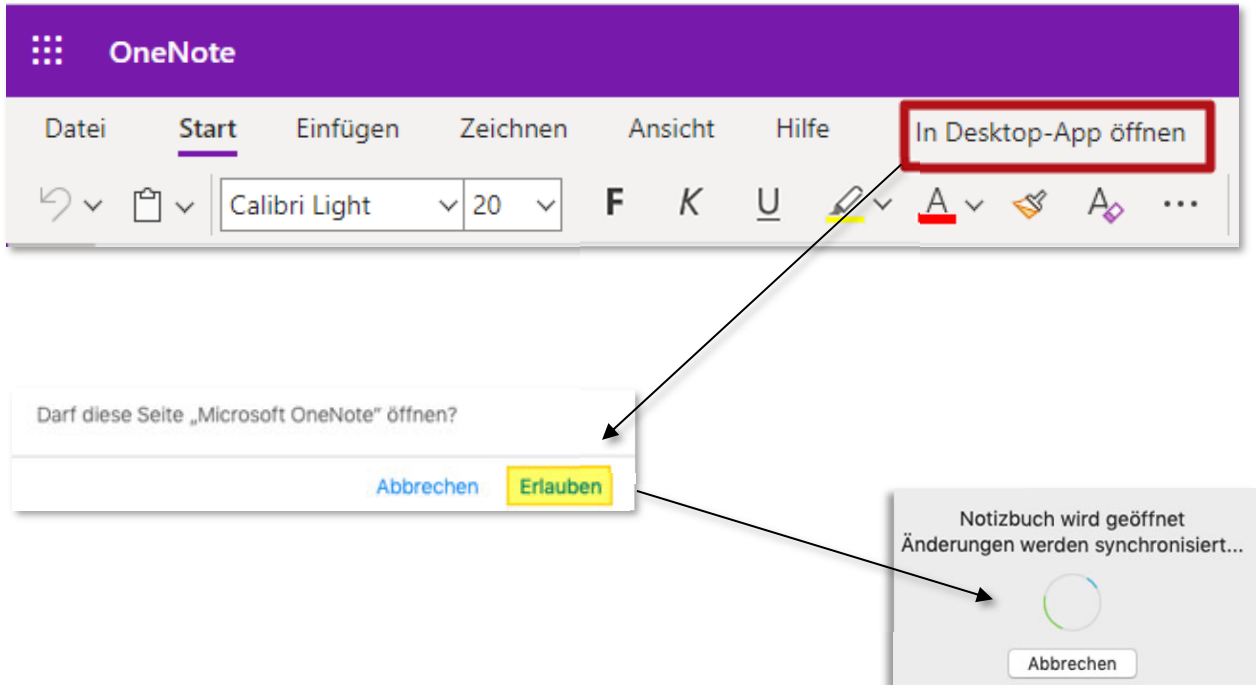 OneNote
Datei Start Einfügen Zeichnen Ansicht Hilfe In Desktop-App öffnen
Calibri Light 20 F K U A A ...
Darf diese Seite „Microsoft OneNote“ öffnen?
Abbrechen Erlauben
Notizbuch wird geöffnet
Änderungen werden synchronisiert...
Abbrechen